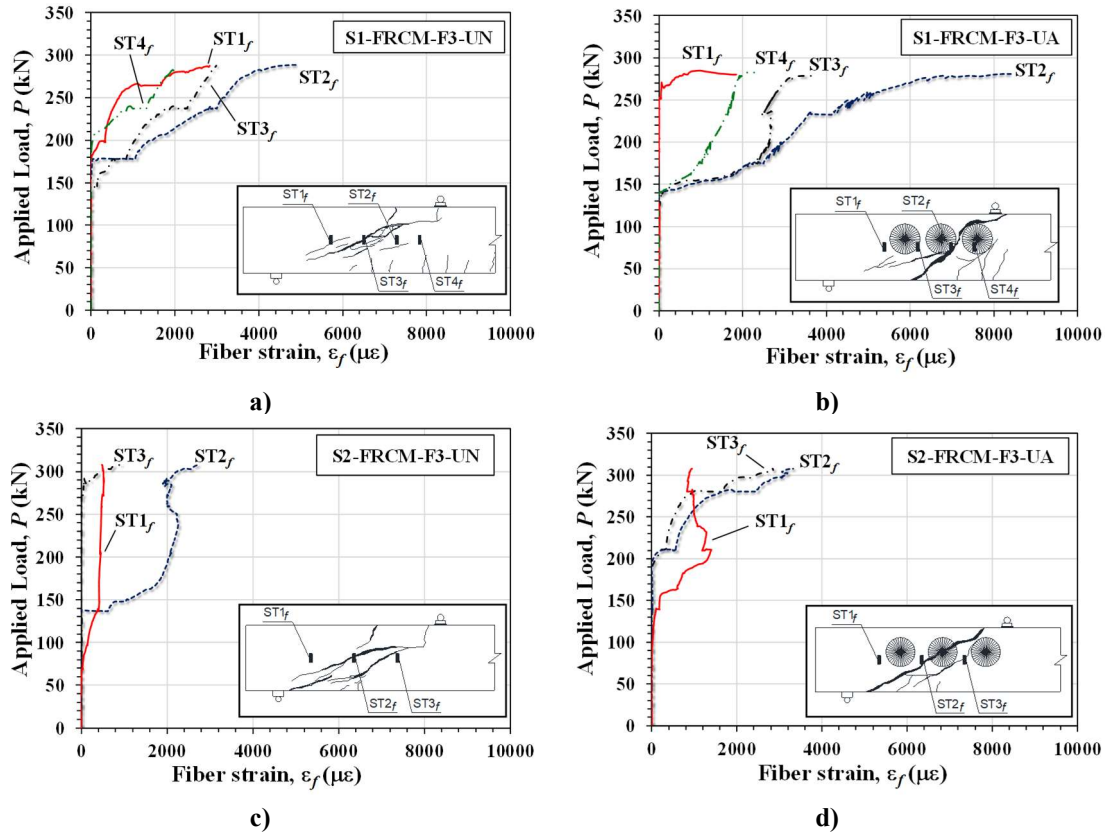 S1-FRCM-F3-UN
ST4f
ST1f
ST2f
ST3f
ST1f
ST2f
ST3f
ST4f
Applied Load, P (kN)
350
300
250
200
150
100
50
0
0
2000
4000
6000
8000
10000
Fiber strain, εf (με)
a)
S1-FRCM-F3-UA
ST1f
ST4f
ST3f
ST2f
ST1f
ST2f
ST3f
ST4f
Applied Load, P (kN)
350
300
250
200
150
100
50
0
0
2000
4000
6000
8000
10000
Fiber strain, εf (με)
b)
S2-FRCM-F3-UN
ST3f
ST2f
ST1f
ST1f
ST2f
ST3f
Applied Load, P (kN)
350
300
250
200
150
100
50
0
0
2000
4000
6000
8000
10000
Fiber strain, εf (με)
c)
S2-FRCM-F3-UA
ST3f
ST2f
ST1f
ST1f
ST2f
ST3f
Applied Load, P (kN)
350
300
250
200
150
100
50
0
0
2000
4000
6000
8000
10000
Fiber strain, εf (με)
d)